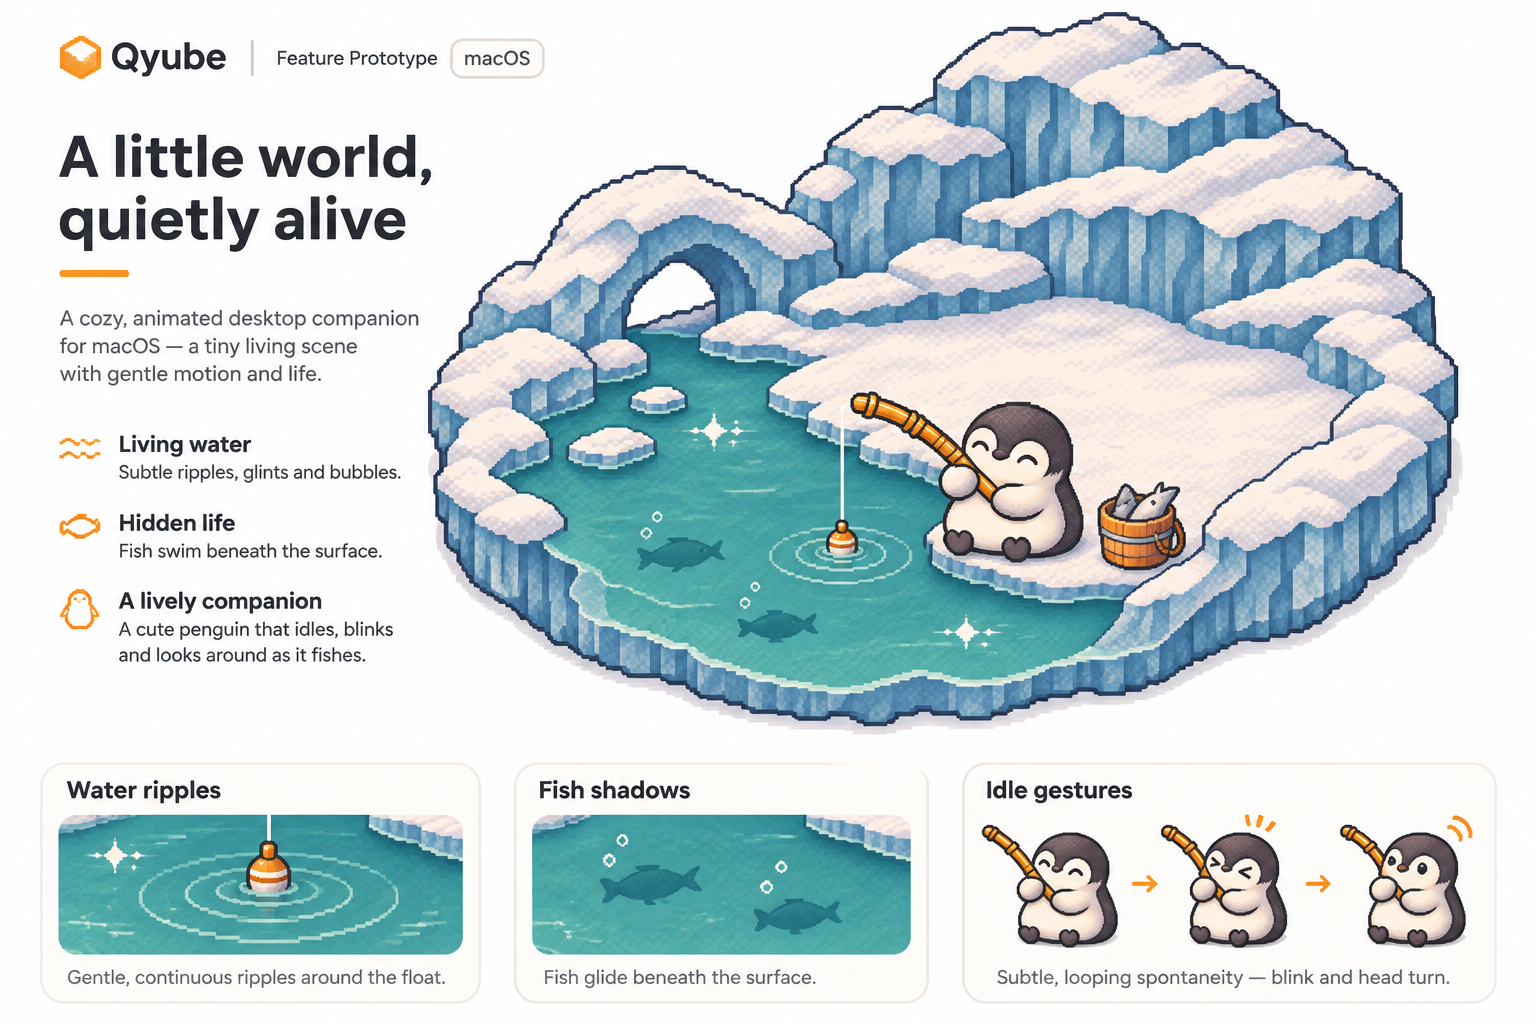 Qyube
Feature Prototype
macOS
A little world,
quietly alive
A cozy, animated desktop companion
for macOS — a tiny living scene
with gentle motion and life.
Living water
Subtle ripples, glints and bubbles.
Hidden life
Fish swim beneath the surface.
A lively companion
A cute penguin that idles, blinks
and looks around as it fishes.
Water ripples
Gentle, continuous ripples around the float.
Fish shadows
Fish glide beneath the surface.
Idle gestures
Subtle, looping spontaneity — blink and head turn.